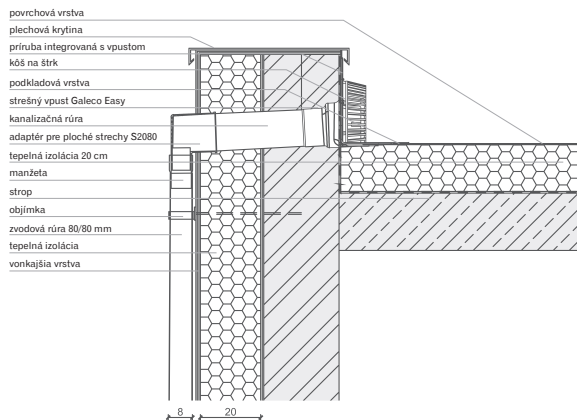 povrchová vrstva
plechová krytina
príruba integrovaná s vpustom
kôš na štrk
podkladová vrstva
strešný vpust Galeco Easy
kanalizačná rúra
adaptér pre ploché strechy S2080
tepelná izolácia 20 cm
manžeta
strop
objímka
zvodová rúra 80/80 mm
tepelná izolácia
vonkajšia vrstva
8 20